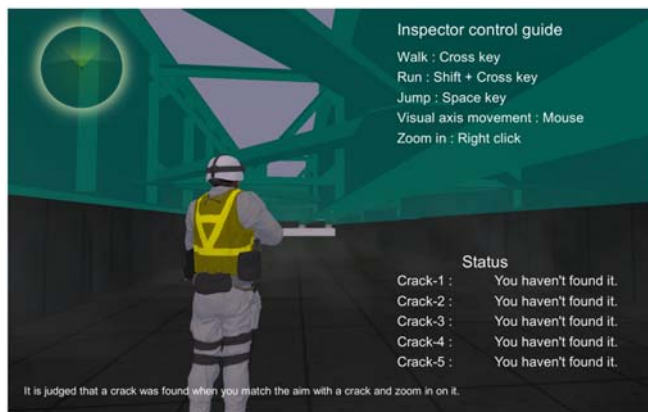 Inspector control guide
Walk : Cross key
Run : Shift + Cross key
Jump : Space key
Visual axis movement : Mouse
Zoom in : Right click
Status
Crack-1 : You haven't found it.
Crack-2 : You haven't found it.
Crack-3 : You haven't found it.
Crack-4 : You haven't found it.
Crack-5 : You haven't found it.
It is judged that a crack was found when you match the aim with a crack and zoom in on it.